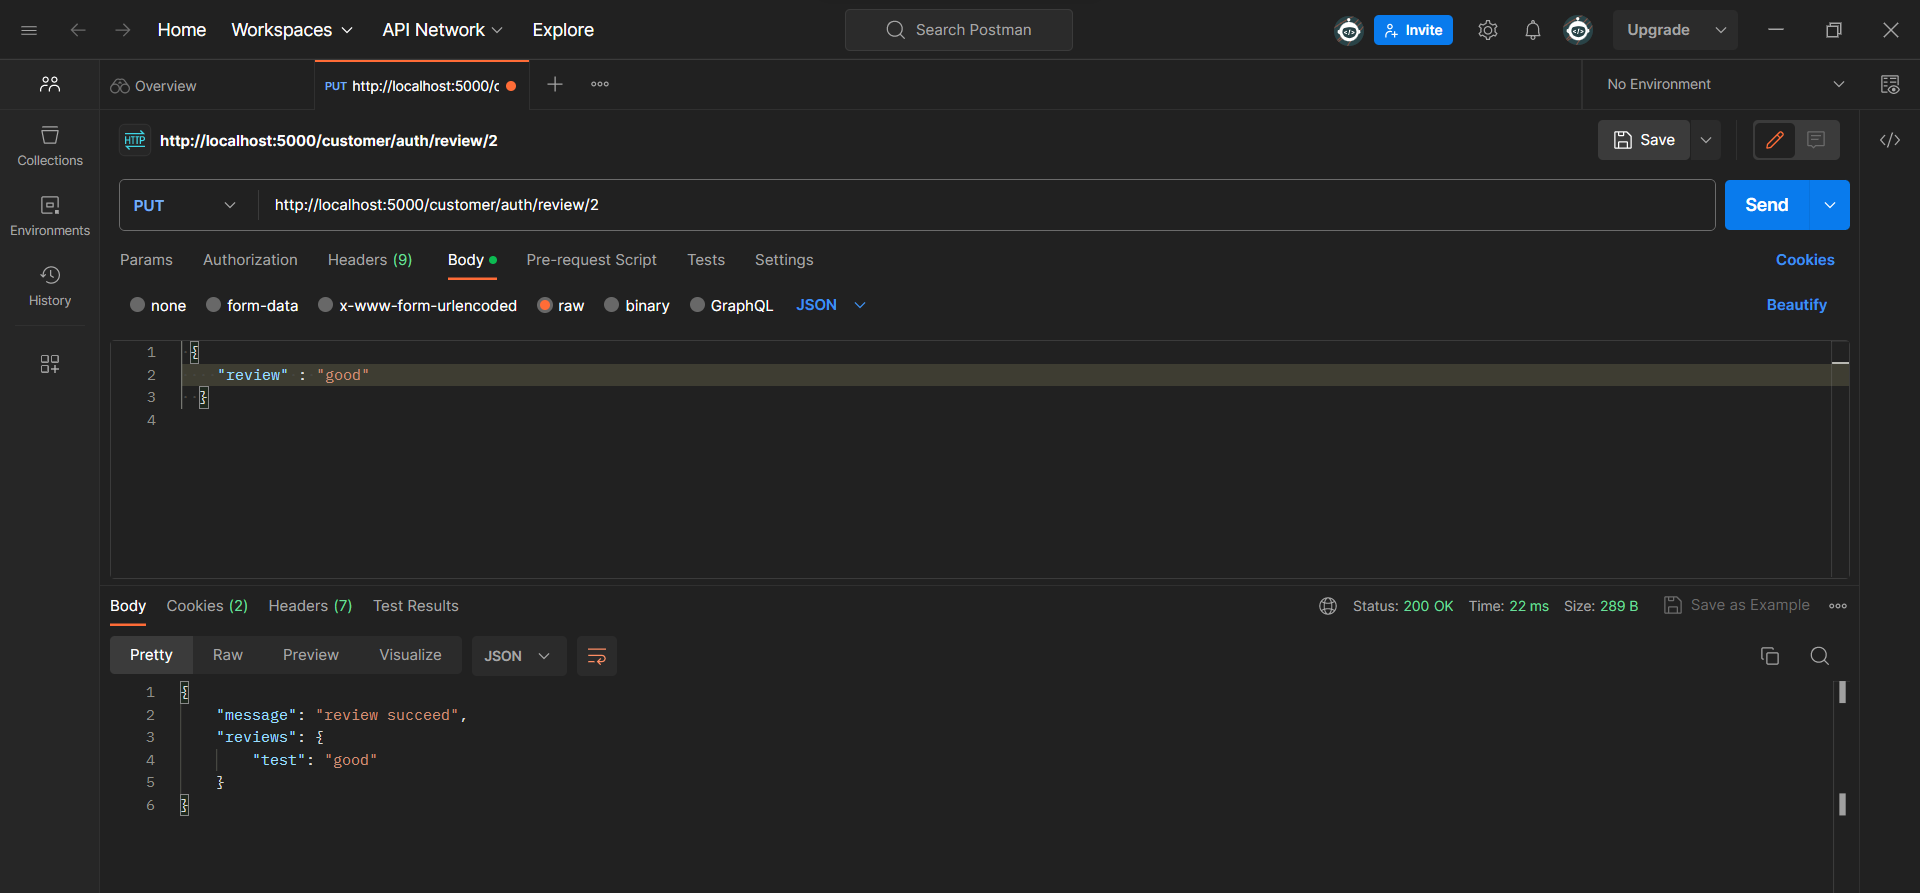 Home Workspaces API Network Explore Search Postman Invite Upgrade
Overview PUT http://localhost:5000/c No Environment
HTTP http://localhost:5000/customer/auth/review/2 Save
Collections
PUT http://localhost:5000/customer/auth/review/2 Send
Environments
Params Authorization Headers (9) Body Pre-request Script Tests Settings Cookies
History
none form-data x-www-form-urlencoded raw binary GraphQL JSON Beautify
1 {
2 "review" : "good"
3 }
4
Body Cookies (2) Headers (7) Test Results Status: 200 OK Time: 22 ms Size: 289 B Save as Example
Pretty Raw Preview Visualize JSON
1 {
2 "message": "review succeed",
3 "reviews": {
4 "test": "good"
5 }
6 }